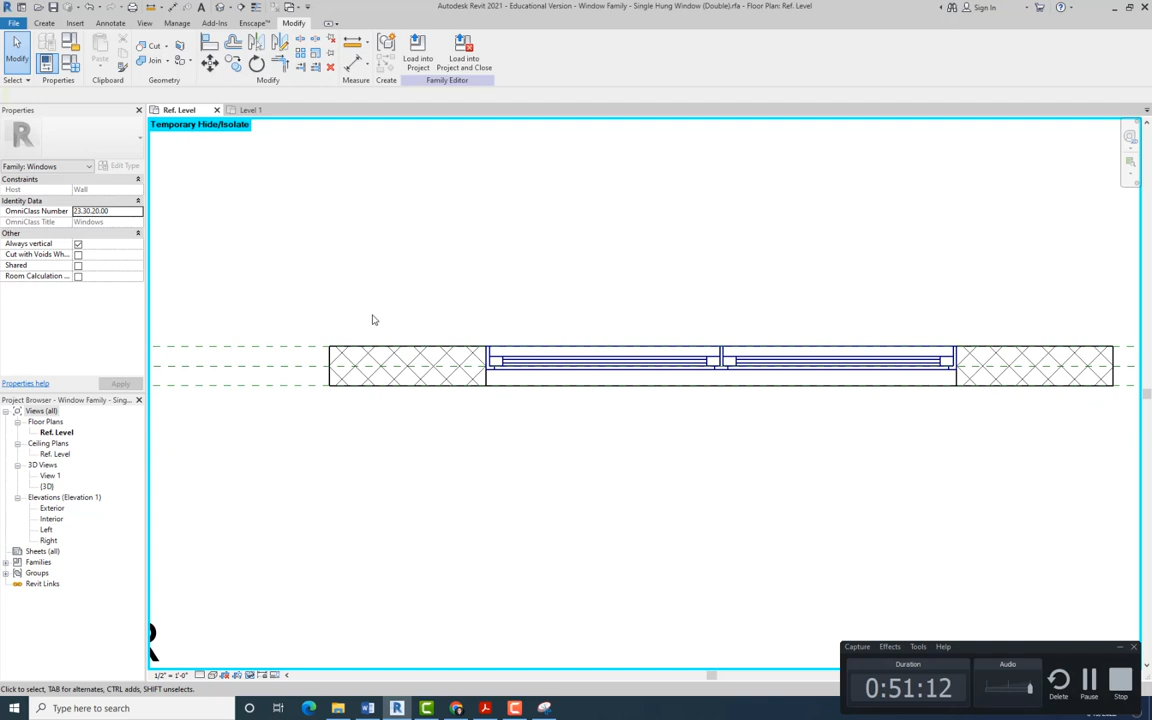 Autodesk Revit 2021 - Educational Version - Window Family - Single Hung Window (Double).rfa - Floor Plan: Ref. Level
Sign In
File Create Insert Annotate View Manage Add-Ins Enscape™ Modify
Modify Paste Cut Join Load into Project Load into Project and Close
Select Properties Clipboard Geometry Modify Measure Create Family Editor
Properties
Ref. Level Level 1
Temporary Hide/Isolate
Family: Windows Edit Type
Constraints
Host Wall
Identity Data
OmniClass Number 23.30.20.00
OmniClass Title Windows
Other
Always vertical
Cut with Voids Wh...
Shared
Room Calculation ...
Properties help Apply
Project Browser - Window Family - Sing...
Views (all)
Floor Plans
Ref. Level
Ceiling Plans
Ref. Level
3D Views
View 1
{3D}
Elevations (Elevation 1)
Exterior
Interior
Left
Right
Sheets (all)
Families
Groups
Revit Links
R
1/2" = 1'-0"
Click to select, TAB for alternates, CTRL adds, SHIFT unselects.
Capture Effects Tools Help
Duration Audio
0:51:12
Delete Pause Stop
Type here to search